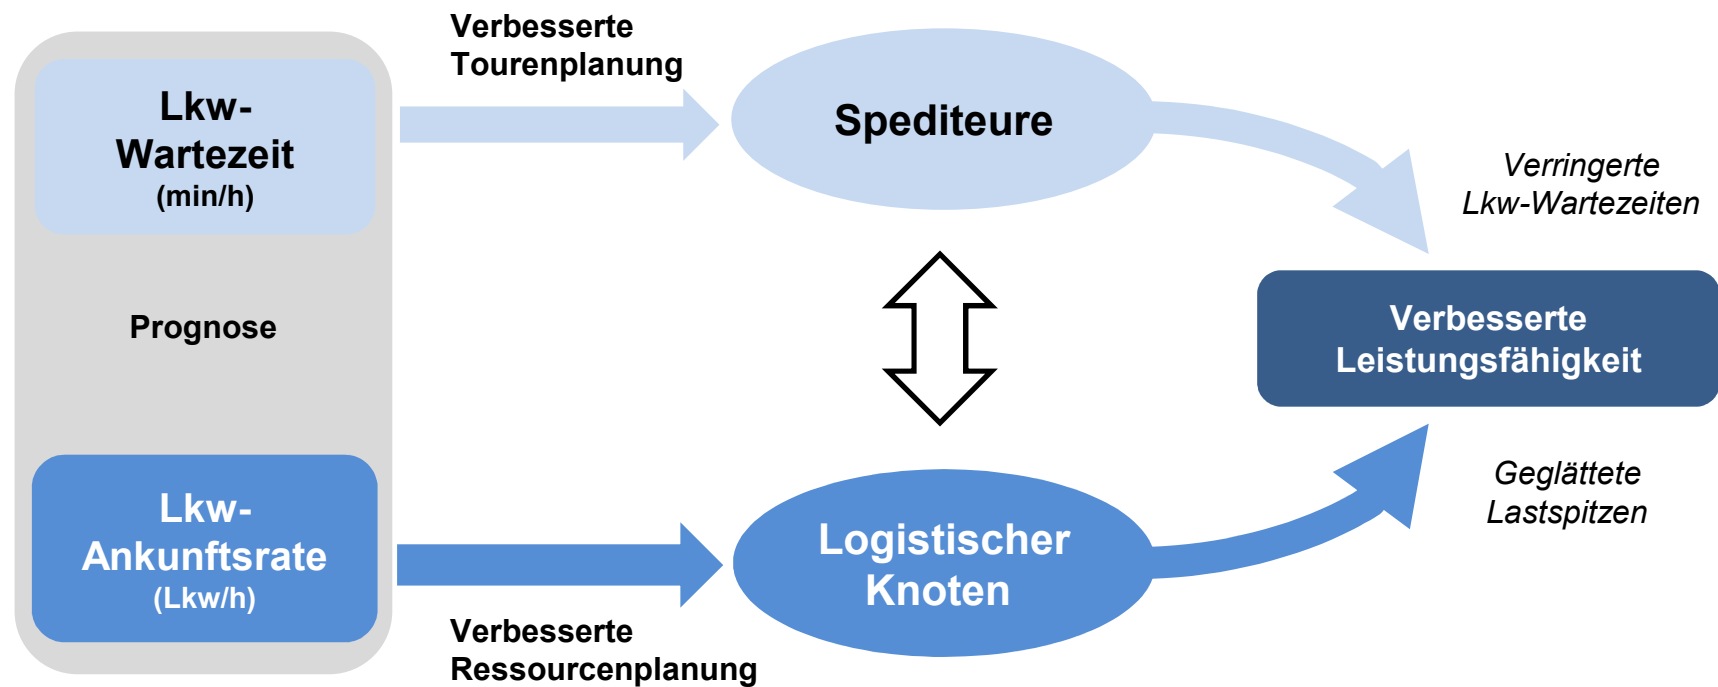 Verbesserte
Tourenplanung
Lkw-
Wartezeit
(min/h)
Spediteure
Verringerte
Lkw-Wartezeiten
Prognose
Verbesserte
Leistungsfähigkeit
Lkw-
Ankunftsrate
(Lkw/h)
Logistischer
Knoten
Geglättete
Lastspitzen
Verbesserte
Ressourcenplanung